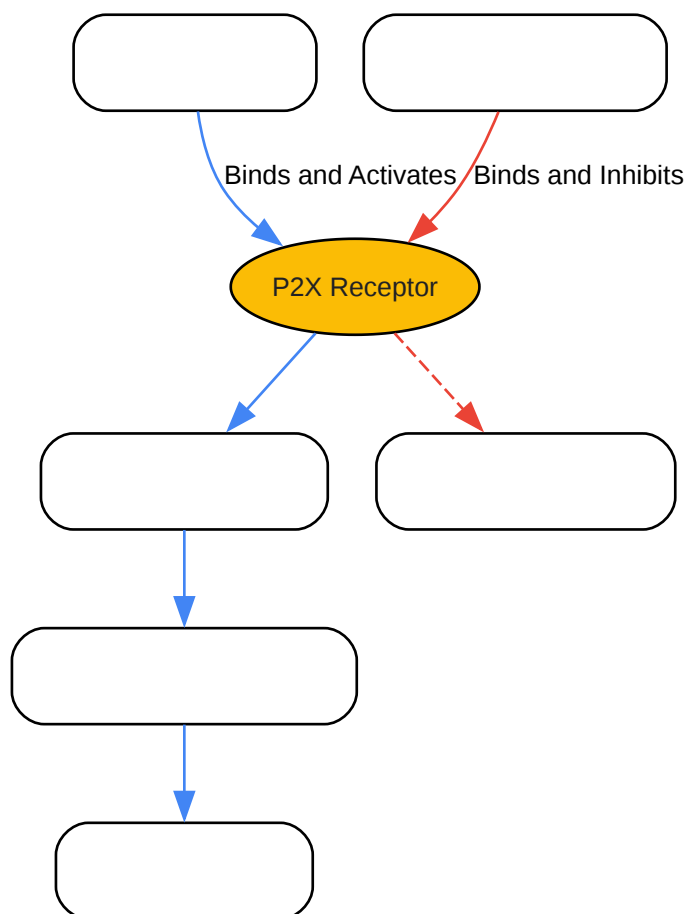 Binds and Activates
Binds and Inhibits
P2X Receptor